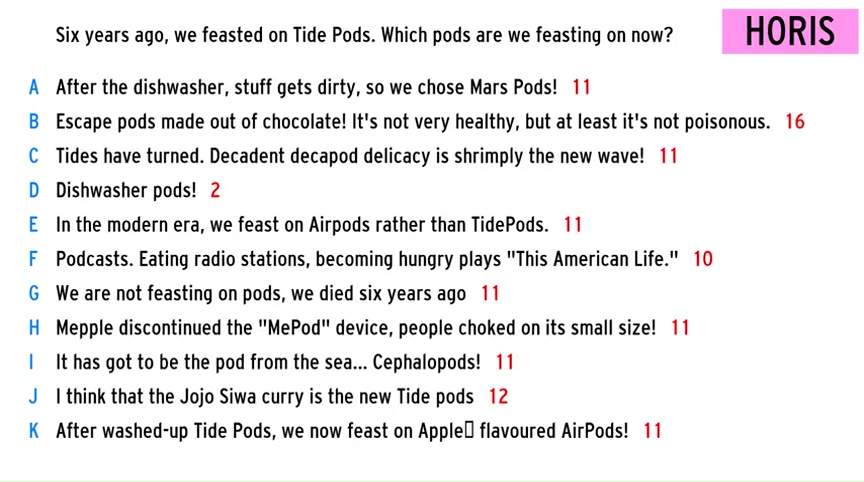 Six years ago, we feasted on Tide Pods. Which pods are we feasting on now?
HORIS
A After the dishwasher, stuff gets dirty, so we chose Mars Pods! 11
B Escape pods made out of chocolate! It's not very healthy, but at least it's not poisonous. 16
C Tides have turned. Decadent decapod delicacy is shrimply the new wave! 11
D Dishwasher pods! 2
E In the modern era, we feast on Airpods rather than TidePods. 11
F Podcasts. Eating radio stations, becoming hungry plays "This American Life." 10
G We are not feasting on pods, we died six years ago 11
H Mepple discontinued the "MePod" device, people choked on its small size! 11
I It has got to be the pod from the sea... Cephalopods! 11
J I think that the Jojo Siwa curry is the new Tide pods 12
K After washed-up Tide Pods, we now feast on Apple▯ flavoured AirPods! 11